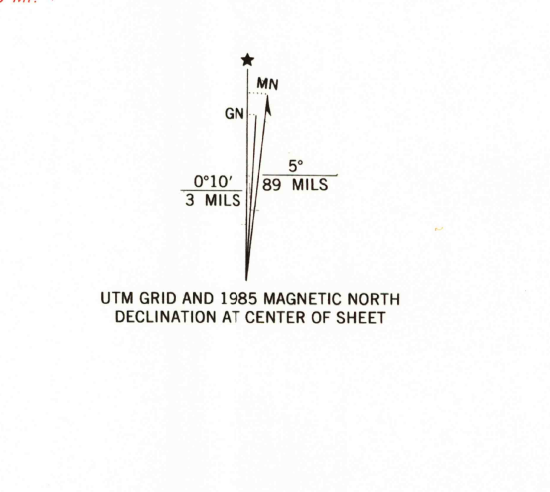 MN
GN
5°
0°10'
89 MILS
3 MILS
UTM GRID AND 1985 MAGNETIC NORTH
DECLINATION AT CENTER OF SHEET